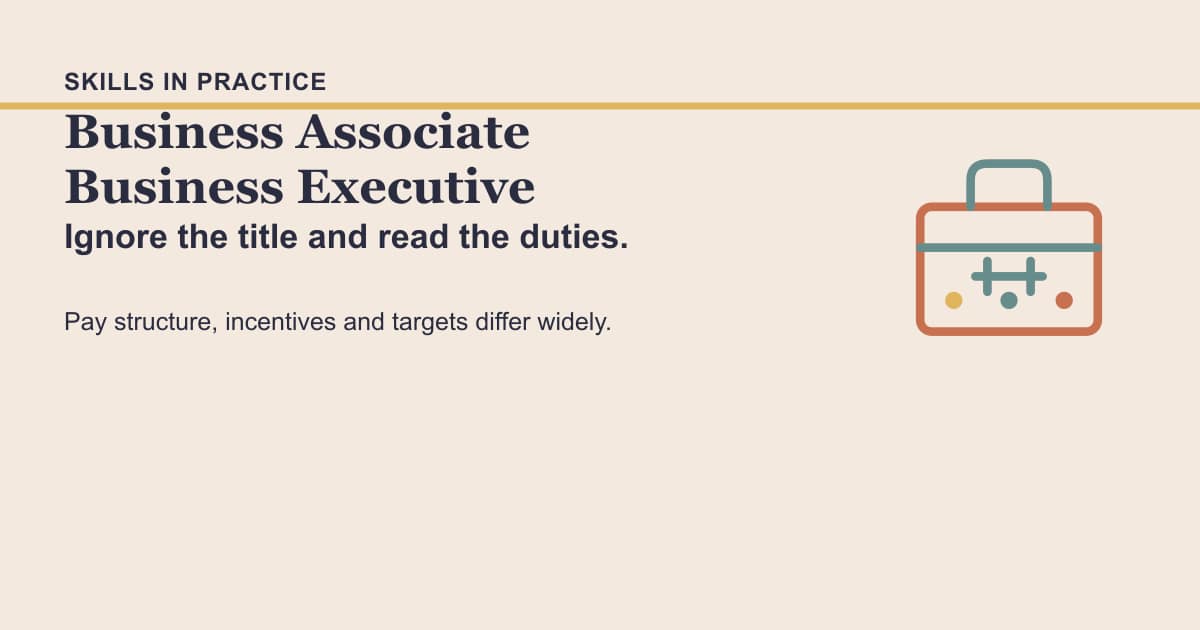 SKILLS IN PRACTICE
Business Associate
Business Executive
Ignore the title and read the duties.
Pay structure, incentives and targets differ widely.